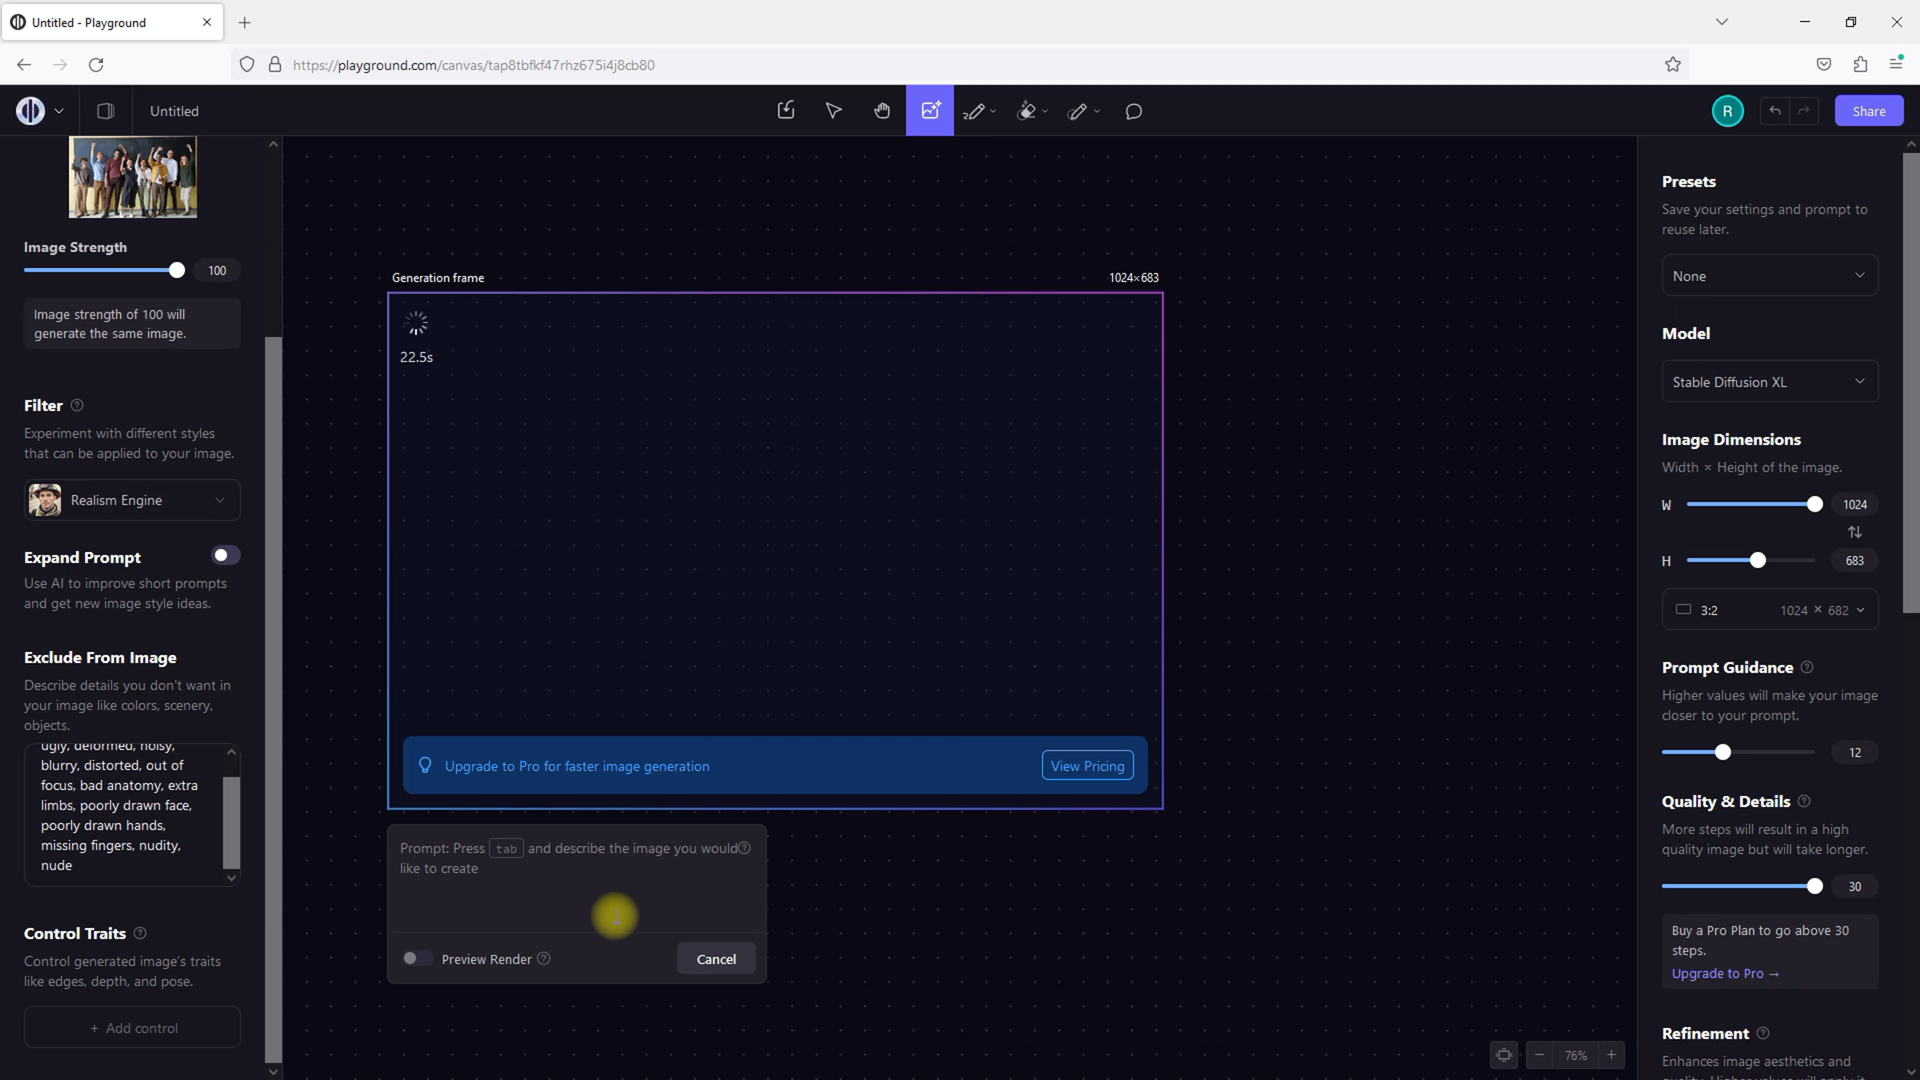 Untitled - Playground
https://playground.com/canvas/tap8tbfkf47rhz675i4j8cb80
Untitled
R
Share
Image Strength
100
Image strength of 100 will
generate the same image.
Filter
Experiment with different styles
that can be applied to your image.
Realism Engine
Expand Prompt
Use AI to improve short prompts
and get new image style ideas.
Exclude From Image
Describe details you don't want in
your image like colors, scenery,
objects.
ugly, deformed, noisy,
blurry, distorted, out of
focus, bad anatomy, extra
limbs, poorly drawn face,
poorly drawn hands,
missing fingers, nudity,
nude
Control Traits
Control generated image's traits
like edges, depth, and pose.
+ Add control
Generation frame
1024×683
22.5s
Upgrade to Pro for faster image generation
View Pricing
Prompt: Press tab and describe the image you would
like to create
Preview Render
Cancel
76%
Presets
Save your settings and prompt to
reuse later.
None
Model
Stable Diffusion XL
Image Dimensions
Width × Height of the image.
W 1024
H 683
3:2 1024 × 682
Prompt Guidance
Higher values will make your image
closer to your prompt.
12
Quality & Details
More steps will result in a high
quality image but will take longer.
30
Buy a Pro Plan to go above 30
steps.
Upgrade to Pro →
Refinement
Enhances image aesthetics and